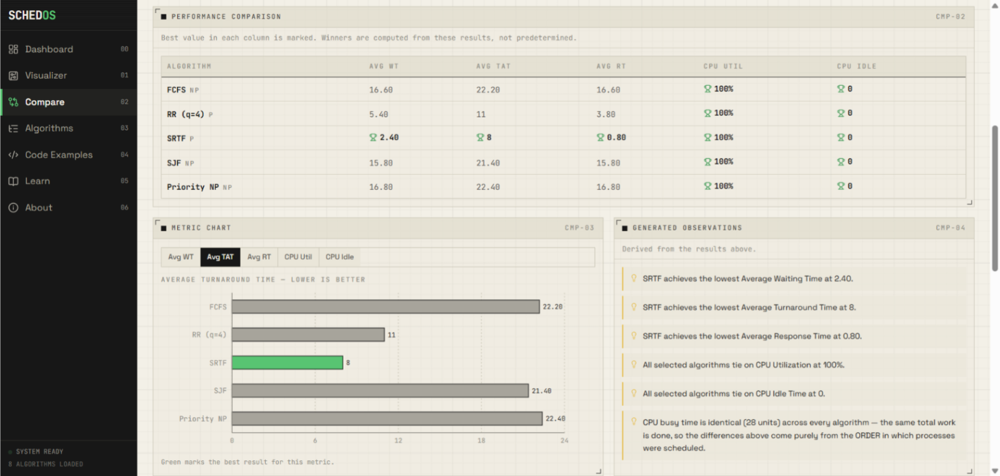 SCHEDOS
Dashboard 00
Visualizer 01
Compare 02
Algorithms 03
Code Examples 04
Learn 05
About 06
SYSTEM READY
8 ALGORITHMS LOADED
PERFORMANCE COMPARISON CMP-02
Best value in each column is marked. Winners are computed from these results, not predetermined.
ALGORITHM AVG WT AVG TAT AVG RT CPU UTIL CPU IDLE
FCFS NP 16.60 22.20 16.60 100% 0
RR (q=4) P 5.40 11 3.80 100% 0
SRTF P 2.40 8 0.80 100% 0
SJF NP 15.80 21.40 15.80 100% 0
Priority NP NP 16.80 22.40 16.80 100% 0
METRIC CHART CMP-03
Avg WT Avg TAT Avg RT CPU Util CPU Idle
AVERAGE TURNAROUND TIME — LOWER IS BETTER
FCFS 22.20
RR (q=4) 11
SRTF 8
SJF 21.40
Priority NP 22.40
0 6 12 18 24
Green marks the best result for this metric.
GENERATED OBSERVATIONS CMP-04
Derived from the results above.
SRTF achieves the lowest Average Waiting Time at 2.40.
SRTF achieves the lowest Average Turnaround Time at 8.
SRTF achieves the lowest Average Response Time at 0.80.
All selected algorithms tie on CPU Utilization at 100%.
All selected algorithms tie on CPU Idle Time at 0.
CPU busy time is identical (28 units) across every algorithm — the same total work
is done, so the differences above come purely from the ORDER in which processes
were scheduled.